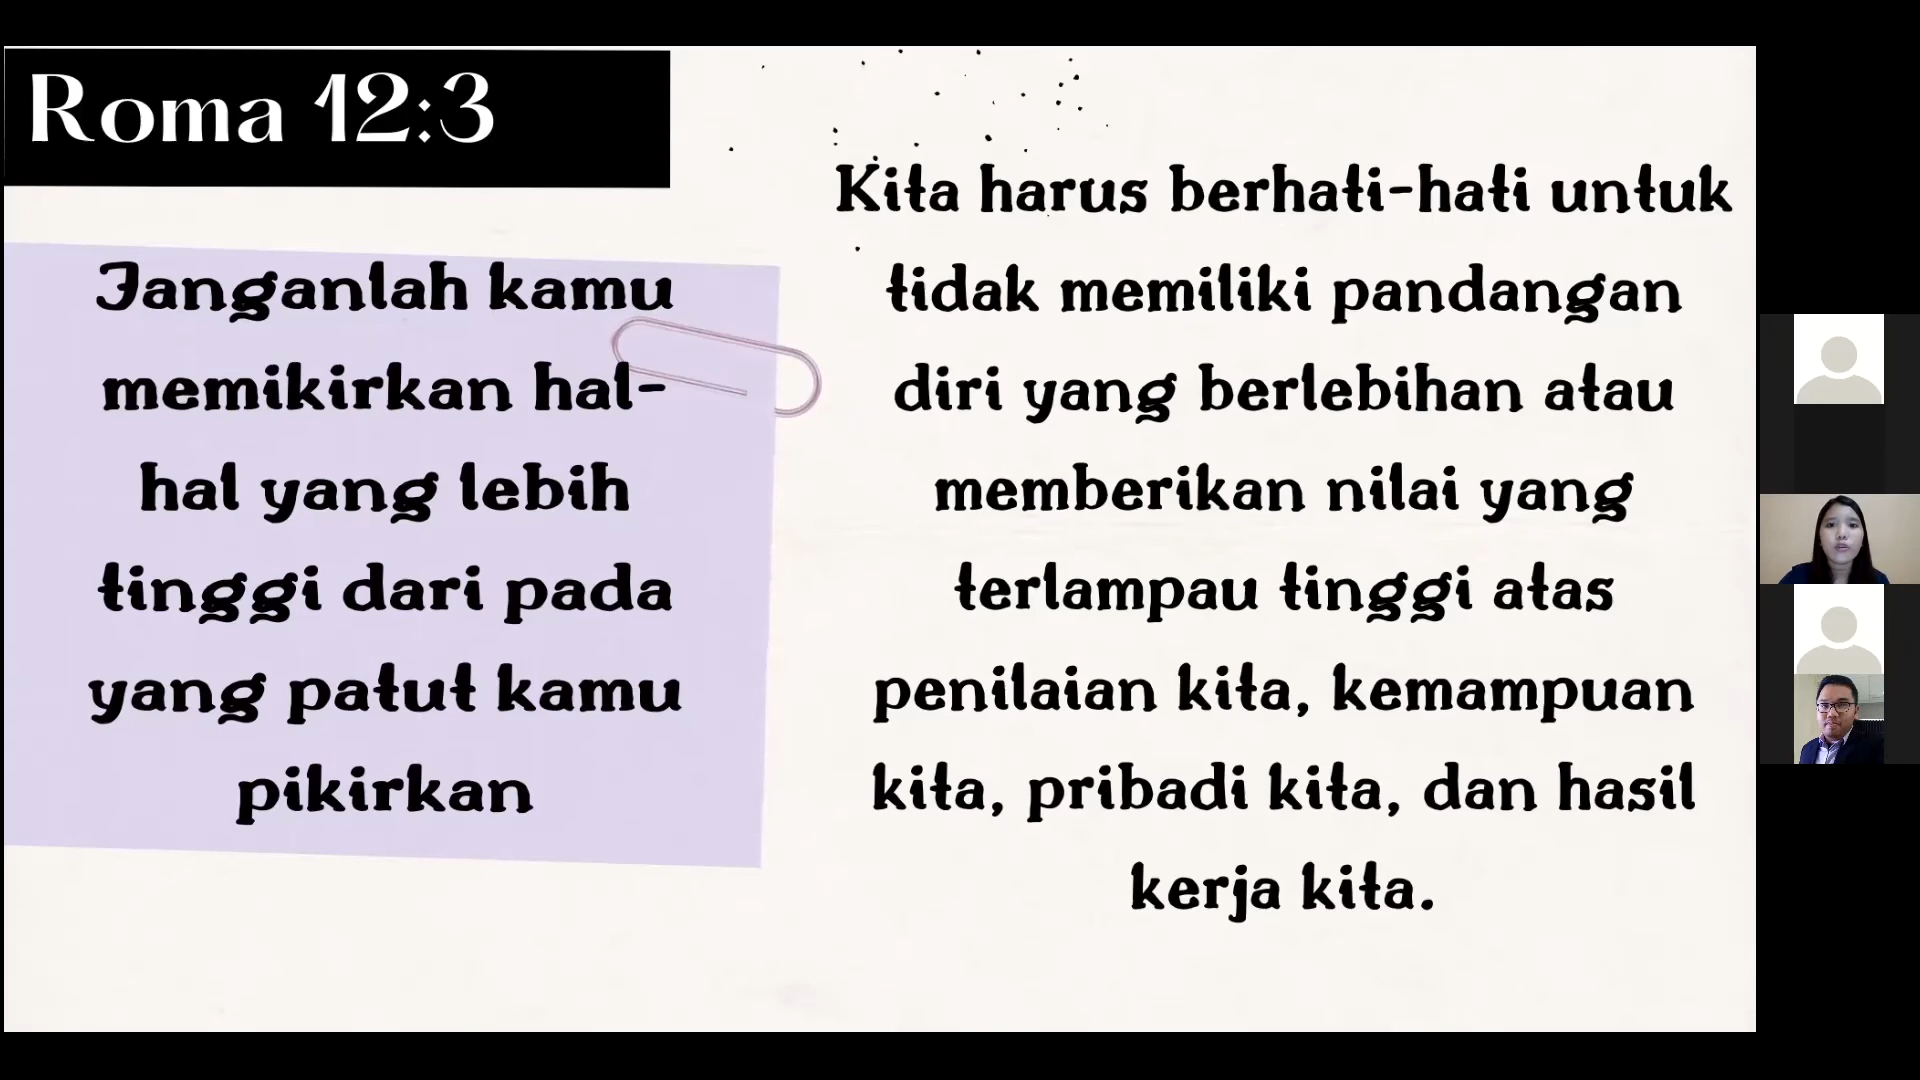 Roma 12:3
Janganlah kamu
memikirkan hal-
hal yang lebih
tinggi dari pada
yang patut kamu
pikirkan
Kita harus berhati-hati untuk
tidak memiliki pandangan
diri yang berlebihan atau
memberikan nilai yang
terlampau tinggi atas
penilaian kita, kemampuan
kita, pribadi kita, dan hasil
kerja kita.